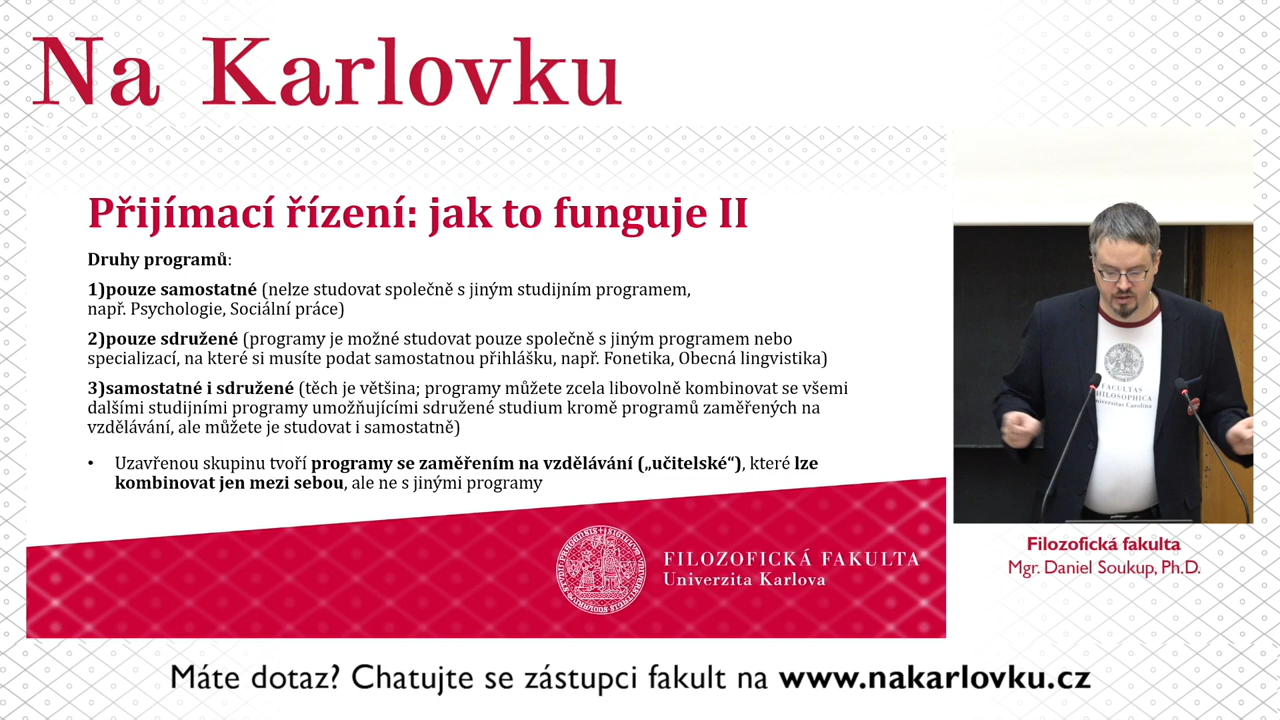 Na Karlovku
Přijímací řízení: jak to funguje II
Druhy programů:
1)pouze samostatné (nelze studovat společně s jiným studijním programem,
např. Psychologie, Sociální práce)
2)pouze sdružené (programy je možné studovat pouze společně s jiným programem nebo
specializací, na které si musíte podat samostatnou přihlášku, např. Fonetika, Obecná lingvistika)
3)samostatné i sdružené (těch je většina; programy můžete zcela libovolně kombinovat se všemi
dalšími studijními programy umožňujícími sdružené studium kromě programů zaměřených na
vzdělávání, ale můžete je studovat i samostatně)
• Uzavřenou skupinu tvoří programy se zaměřením na vzdělávání („učitelské“), které lze
kombinovat jen mezi sebou, ale ne s jinými programy
FILOZOFICKÁ FAKULTA
Univerzita Karlova
FACULTAS
Carolina
Filozofická fakulta
Mgr. Daniel Soukup, Ph.D.
Máte dotaz? Chatujte se zástupci fakult na www.nakarlovku.cz